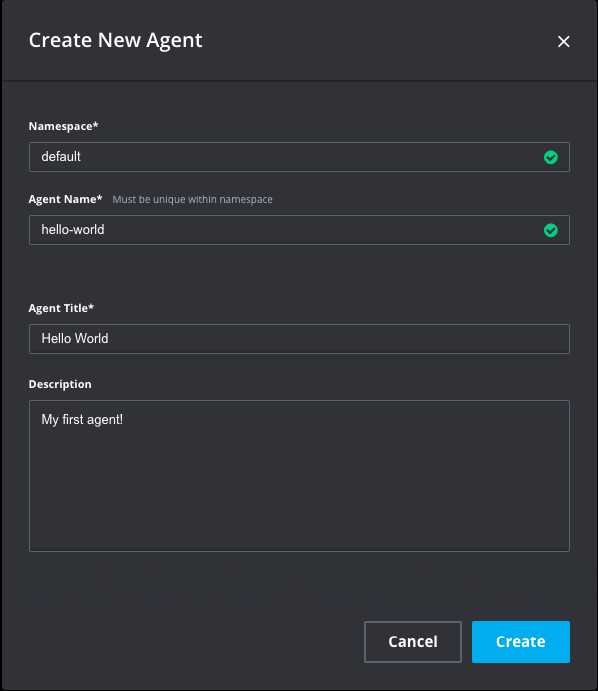 Create New Agent
Namespace*
default
Agent Name* Must be unique within namespace
hello-world
Agent Title*
Hello World
Description
My first agent!
Cancel Create